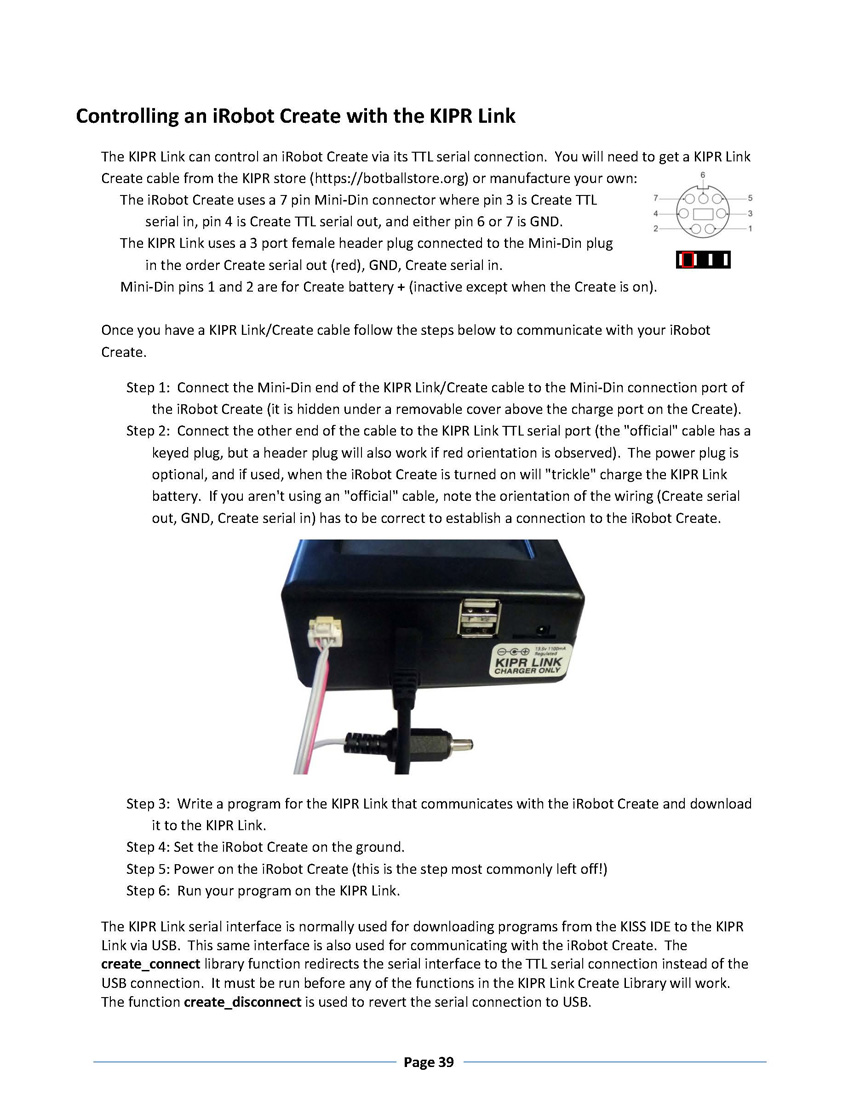 Controlling an iRobot Create with the KIPR Link
The KIPR Link can control an iRobot Create via its TTL serial connection.  You will need to get a KIPR Link
Create cable from the KIPR store (https://botballstore.org) or manufacture your own:
The iRobot Create uses a 7 pin Mini-Din connector where pin 3 is Create TTL
serial in, pin 4 is Create TTL serial out, and either pin 6 or 7 is GND.
The KIPR Link uses a 3 port female header plug connected to the Mini-Din plug
in the order Create serial out (red), GND, Create serial in.
Mini-Din pins 1 and 2 are for Create battery + (inactive except when the Create is on).
6
7 5
4 3
2 1
Once you have a KIPR Link/Create cable follow the steps below to communicate with your iRobot
Create.
Step 1:  Connect the Mini-Din end of the KIPR Link/Create cable to the Mini-Din connection port of
the iRobot Create (it is hidden under a removable cover above the charge port on the Create).
Step 2:  Connect the other end of the cable to the KIPR Link TTL serial port (the "official" cable has a
keyed plug, but a header plug will also work if red orientation is observed).  The power plug is
optional, and if used, when the iRobot Create is turned on will "trickle" charge the KIPR Link
battery.  If you aren't using an "official" cable, note the orientation of the wiring (Create serial
out, GND, Create serial in) has to be correct to establish a connection to the iRobot Create.
13.5v 1100mA
Regulated
KIPR LINK
CHARGER ONLY
Step 3:  Write a program for the KIPR Link that communicates with the iRobot Create and download
it to the KIPR Link.
Step 4: Set the iRobot Create on the ground.
Step 5: Power on the iRobot Create (this is the step most commonly left off!)
Step 6:  Run your program on the KIPR Link.
The KIPR Link serial interface is normally used for downloading programs from the KISS IDE to the KIPR
Link via USB.  This same interface is also used for communicating with the iRobot Create.  The
create_connect library function redirects the serial interface to the TTL serial connection instead of the
USB connection.  It must be run before any of the functions in the KIPR Link Create Library will work.
The function create_disconnect is used to revert the serial connection to USB.
Page 39